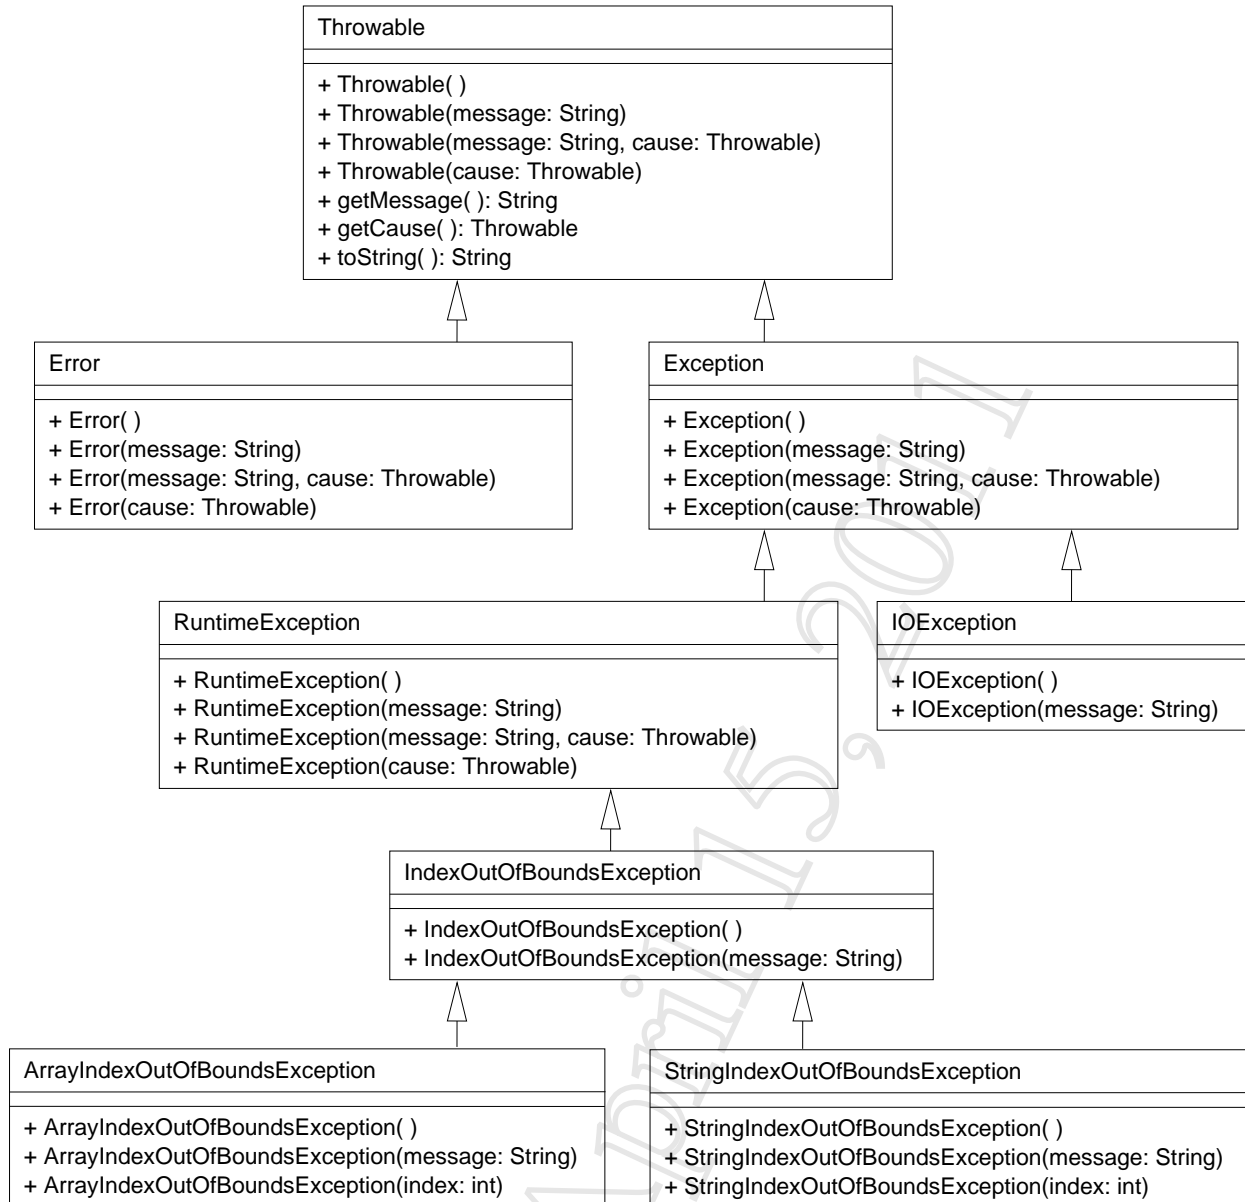 Throwable
+ Throwable( )
+ Throwable(message: String)
+ Throwable(message: String, cause: Throwable)
+ Throwable(cause: Throwable)
+ getMessage( ): String
+ getCause( ): Throwable
+ toString( ): String
Error
+ Error( )
+ Error(message: String)
+ Error(message: String, cause: Throwable)
+ Error(cause: Throwable)
Exception
+ Exception( )
+ Exception(message: String)
+ Exception(message: String, cause: Throwable)
+ Exception(cause: Throwable)
RuntimeException
+ RuntimeException( )
+ RuntimeException(message: String)
+ RuntimeException(message: String, cause: Throwable)
+ RuntimeException(cause: Throwable)
IOException
+ IOException( )
+ IOException(message: String)
IndexOutOfBoundsException
+ IndexOutOfBoundsException( )
+ IndexOutOfBoundsException(message: String)
ArrayIndexOutOfBoundsException
+ ArrayIndexOutOfBoundsException( )
+ ArrayIndexOutOfBoundsException(message: String)
+ ArrayIndexOutOfBoundsException(index: int)
StringIndexOutOfBoundsException
+ StringIndexOutOfBoundsException( )
+ StringIndexOutOfBoundsException(message: String)
+ StringIndexOutOfBoundsException(index: int)
April 15, 2011